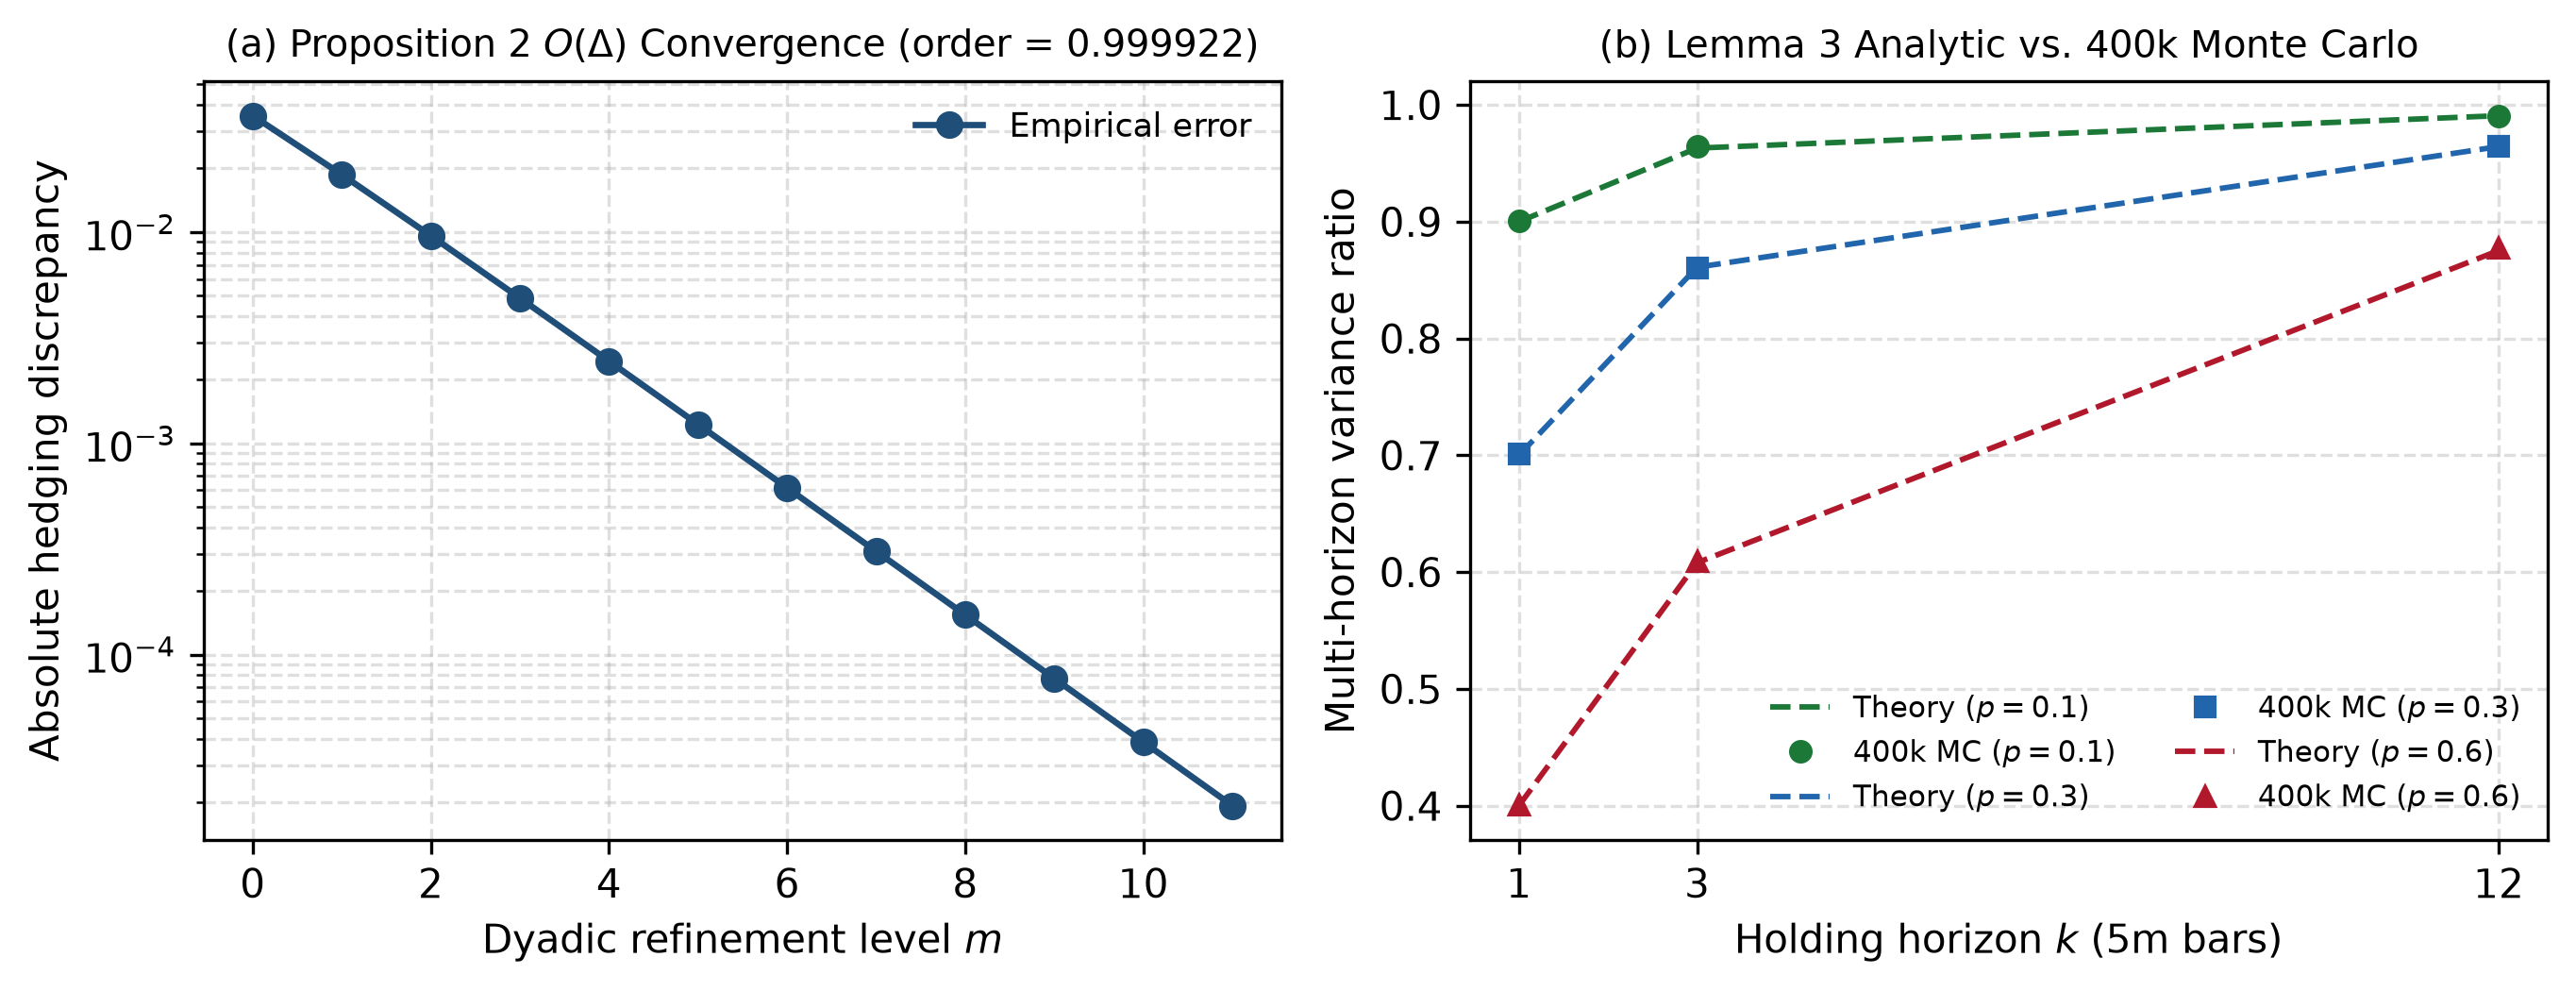 (a) Proposition 2 O(Δ) Convergence (order = 0.999922)
Absolute hedging discrepancy
10⁻²
10⁻³
10⁻⁴
Empirical error
0 2 4 6 8 10
Dyadic refinement level m
(b) Lemma 3 Analytic vs. 400k Monte Carlo
Multi-horizon variance ratio
1.0
0.9
0.8
0.7
0.6
0.5
0.4
Theory (p = 0.1)
400k MC (p = 0.1)
Theory (p = 0.3)
400k MC (p = 0.3)
Theory (p = 0.6)
400k MC (p = 0.6)
1 3 12
Holding horizon k (5m bars)